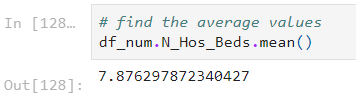 In [128…
# find the average values
df_num.N_Hos_Beds.mean()
Out[128]:
7.876297872340427